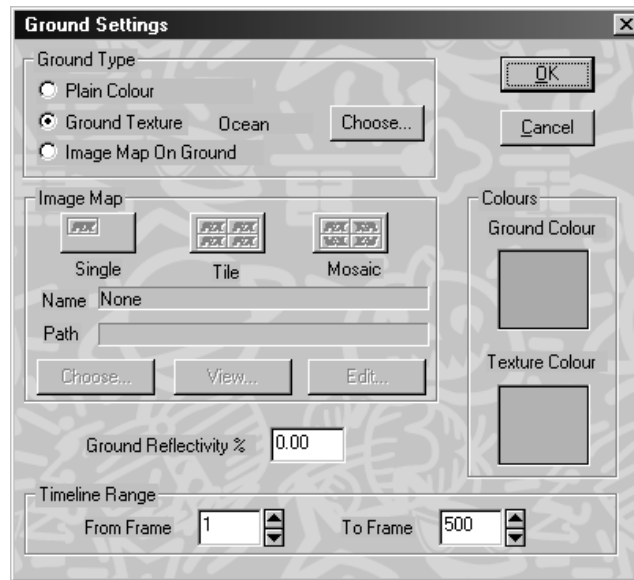 Ground Settings
Ground Type
Plain Colour
Ground Texture Ocean Choose...
Image Map On Ground
OK
Cancel
Image Map
Single Tile Mosaic
Name None
Path
Choose... View... Edit...
Colours
Ground Colour
Texture Colour
Ground Reflectivity % 0.00
Timeline Range
From Frame 1 To Frame 500